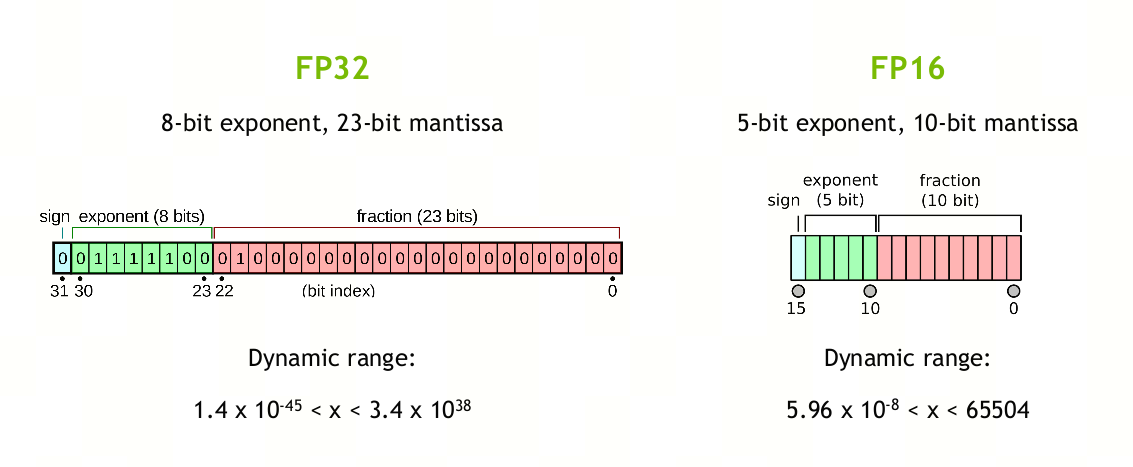 FP32
8-bit exponent, 23-bit mantissa
sign exponent (8 bits) fraction (23 bits)
0 0 1 1 1 1 1 0 0 0 1 0 0 0 0 0 0 0 0 0 0 0 0 0 0 0 0 0 0 0 0 0
31 30 23 22 (bit index) 0
Dynamic range:
1.4 x 10⁻⁴⁵ < x < 3.4 x 10³⁸
FP16
5-bit exponent, 10-bit mantissa
exponent fraction
sign (5 bit) (10 bit)
15 10 0
Dynamic range:
5.96 x 10⁻⁸ < x < 65504